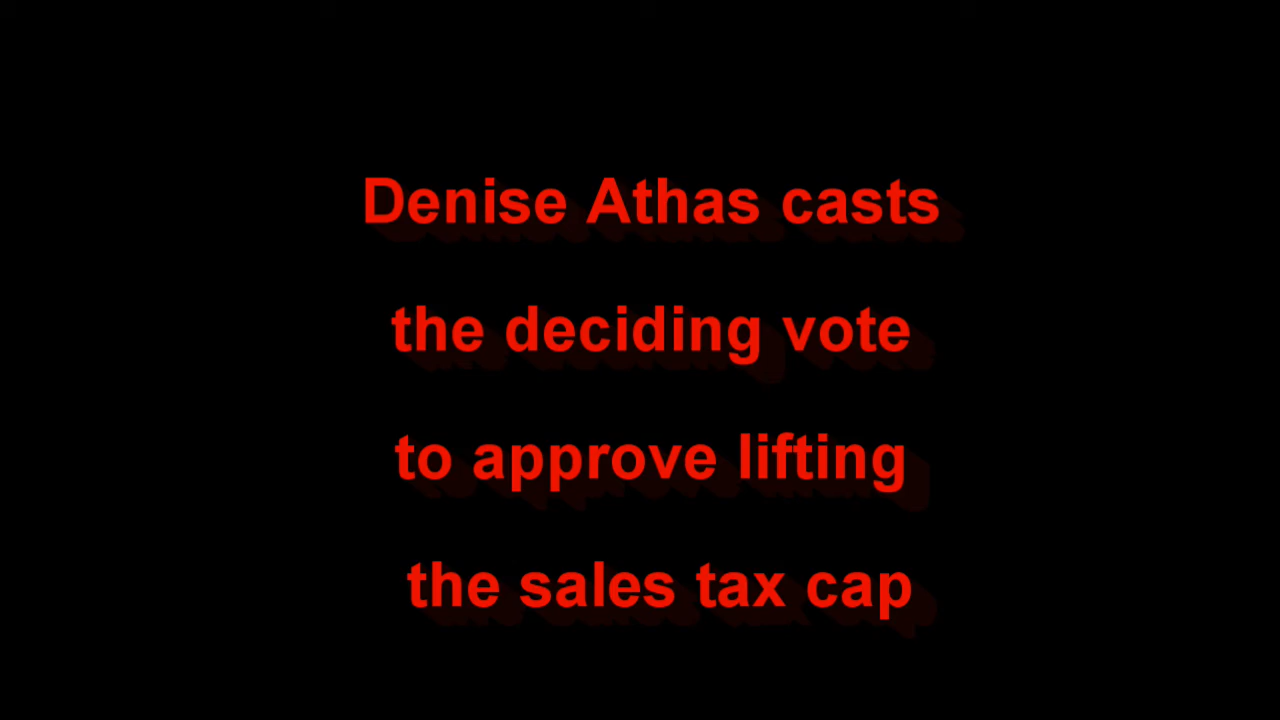 Denise Athas casts
the deciding vote
to approve lifting
the sales tax cap